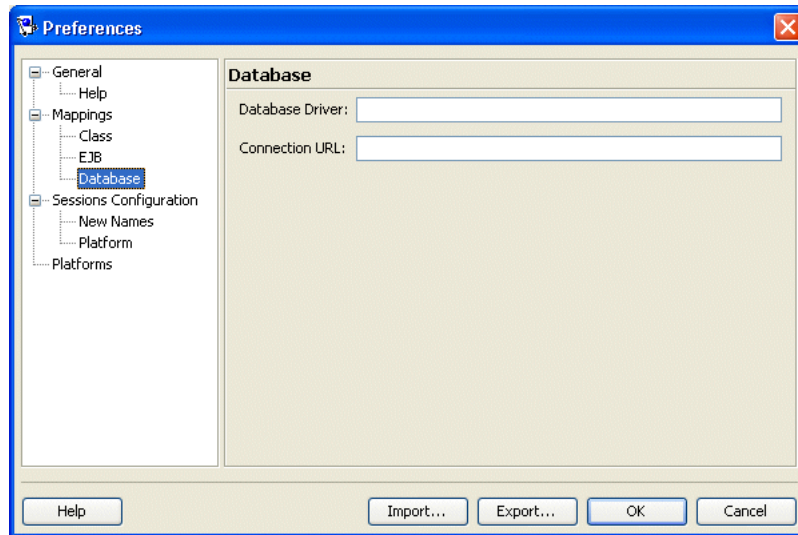 Preferences
General
Help
Mappings
Class
EJB
Database
Sessions Configuration
New Names
Platform
Platforms
Database
Database Driver:
Connection URL:
Help
Import...
Export...
OK
Cancel